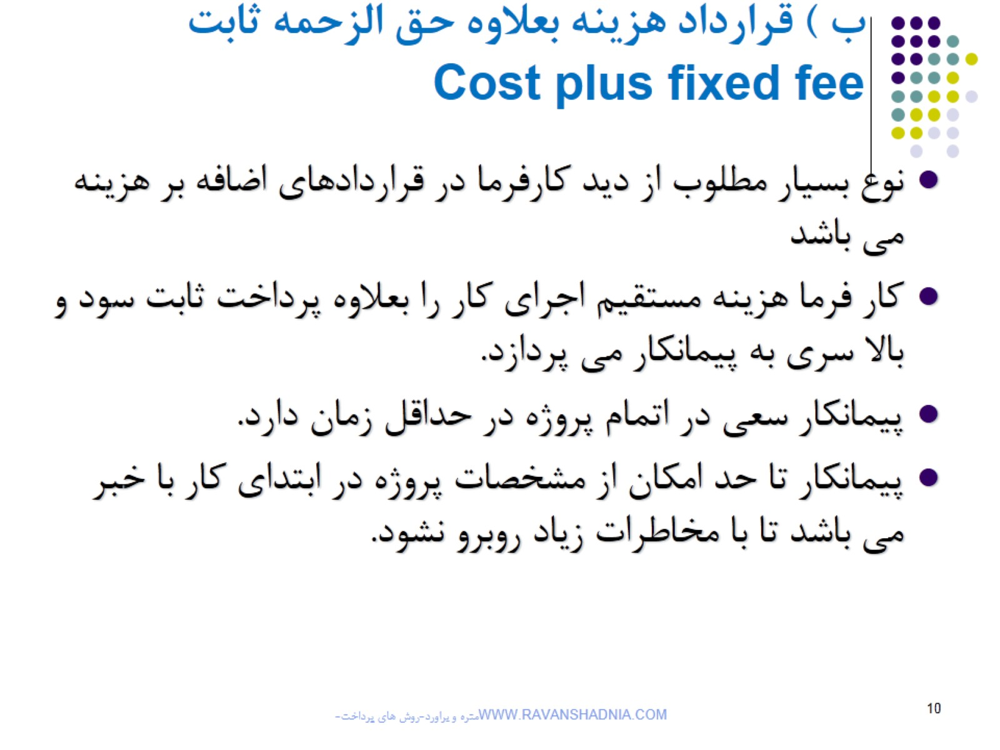 ب ) قرارداد هزینه بعلاوه حق الزحمه ثابت
Cost plus fixed fee
نوع بسیار مطلوب از دید کارفرما در قراردادهای اضافه بر هزینه
می باشد
کار فرما هزینه مستقیم اجرای کار را بعلاوه پرداخت ثابت سود و
بالا سری به پیمانکار می پردازد.
پیمانکار سعی در اتمام پروژه در حداقل زمان دارد.
پیمانکار تا حد امکان از مشخصات پروژه در ابتدای کار با خبر
می باشد تا با مخاطرات زیاد روبرو نشود.
WWW.RAVANSHADNIA.COMمتره و براورد-روش های پرداخت-
10